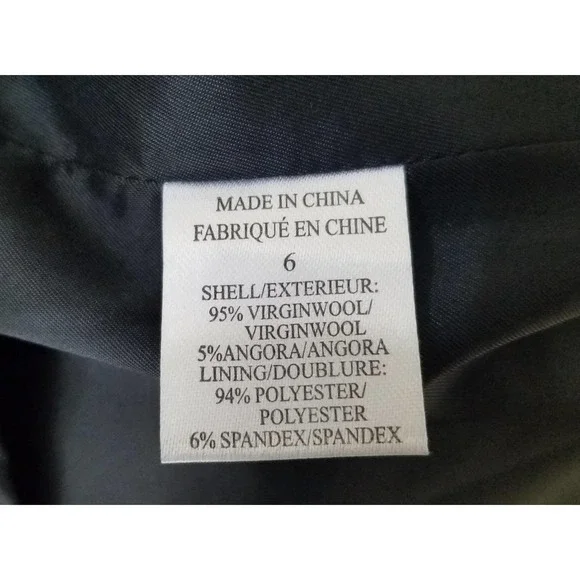 MADE IN CHINA
FABRIQUÉ EN CHINE
6
SHELL/EXTERIEUR:
95% VIRGINWOOL/
VIRGINWOOL
5%ANGORA/ANGORA
LINING/DOUBLURE:
94% POLYESTER/
POLYESTER
6% SPANDEX/SPANDEX